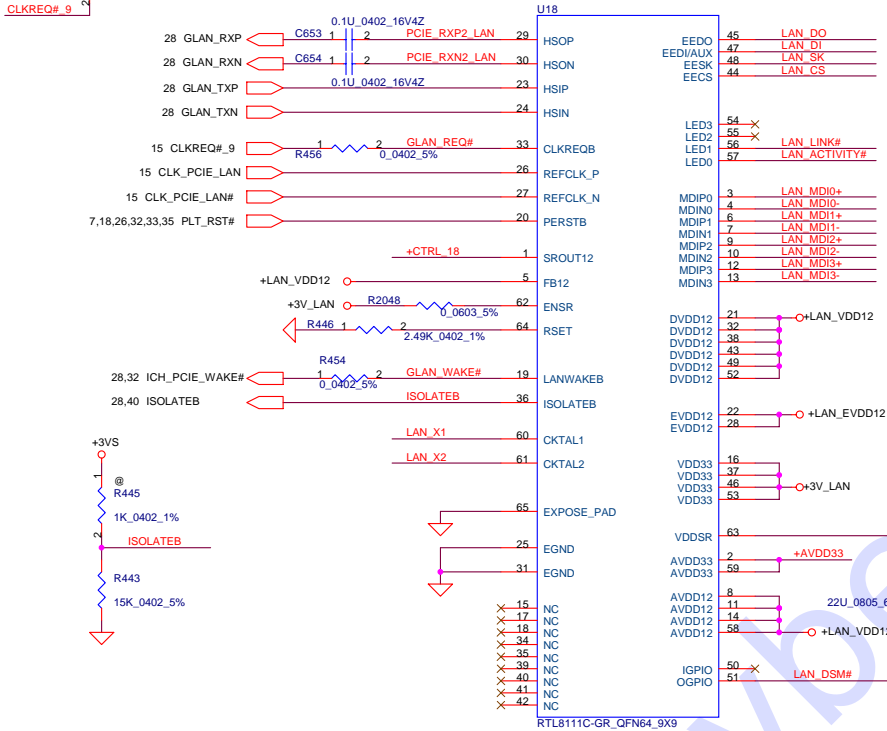 CLKREQ#_9 2
U18
0.1U_0402_16V4Z
28 GLAN_RXP C653 1 2 PCIE_RXP2_LAN 29 HSOP
28 GLAN_RXN C654 1 2 PCIE_RXN2_LAN 30 HSON
28 GLAN_TXP 0.1U_0402_16V4Z 23 HSIP
28 GLAN_TXN 24 HSIN
15 CLKREQ#_9 1 2 GLAN_REQ# 33 CLKREQB
R456 0_0402_5%
15 CLK_PCIE_LAN 26 REFCLK_P
15 CLK_PCIE_LAN# 27 REFCLK_N
7,18,26,32,33,35 PLT_RST# 20 PERSTB
+CTRL_18 1 SROUT12
+LAN_VDD12 5 FB12
+3V_LAN R2048 62 ENSR
0_0603_5%
R446 1 2 64 RSET
2.49K_0402_1%
R454
28,32 ICH_PCIE_WAKE# 1 2 GLAN_WAKE# 19 LANWAKEB
0_0402_5%
28,40 ISOLATEB ISOLATEB 36 ISOLATEB
LAN_X1 60 CKTAL1
LAN_X2 61 CKTAL2
+3VS
1
@
R445
1K_0402_1%
2
ISOLATEB
R443
15K_0402_5%
65 EXPOSE_PAD
25 EGND
31 EGND
15 NC
17 NC
18 NC
34 NC
35 NC
39 NC
40 NC
41 NC
42 NC
EEDO 45 LAN_DO
EEDI/AUX 47 LAN_DI
EESK 48 LAN_SK
EECS 44 LAN_CS
LED3 54
LED2 55
LED1 56 LAN_LINK#
LED0 57 LAN_ACTIVITY#
MDIP0 3 LAN_MDI0+
MDIN0 4 LAN_MDI0-
MDIP1 6 LAN_MDI1+
MDIN1 7 LAN_MDI1-
MDIP2 9 LAN_MDI2+
MDIN2 10 LAN_MDI2-
MDIP3 12 LAN_MDI3+
MDIN3 13 LAN_MDI3-
DVDD12 21 +LAN_VDD12
DVDD12 32
DVDD12 38
DVDD12 43
DVDD12 49
DVDD12 52
EVDD12 22 +LAN_EVDD12
EVDD12 28
VDD33 16
VDD33 37
VDD33 46 +3V_LAN
VDD33 53
VDDSR 63
AVDD33 2 +AVDD33
AVDD33 59
AVDD12 8
AVDD12 11 22U_0805_6
AVDD12 14
AVDD12 58 +LAN_VDD12
IGPIO 50
OGPIO 51 LAN_DSM#
RTL8111C-GR_QFN64_9X9